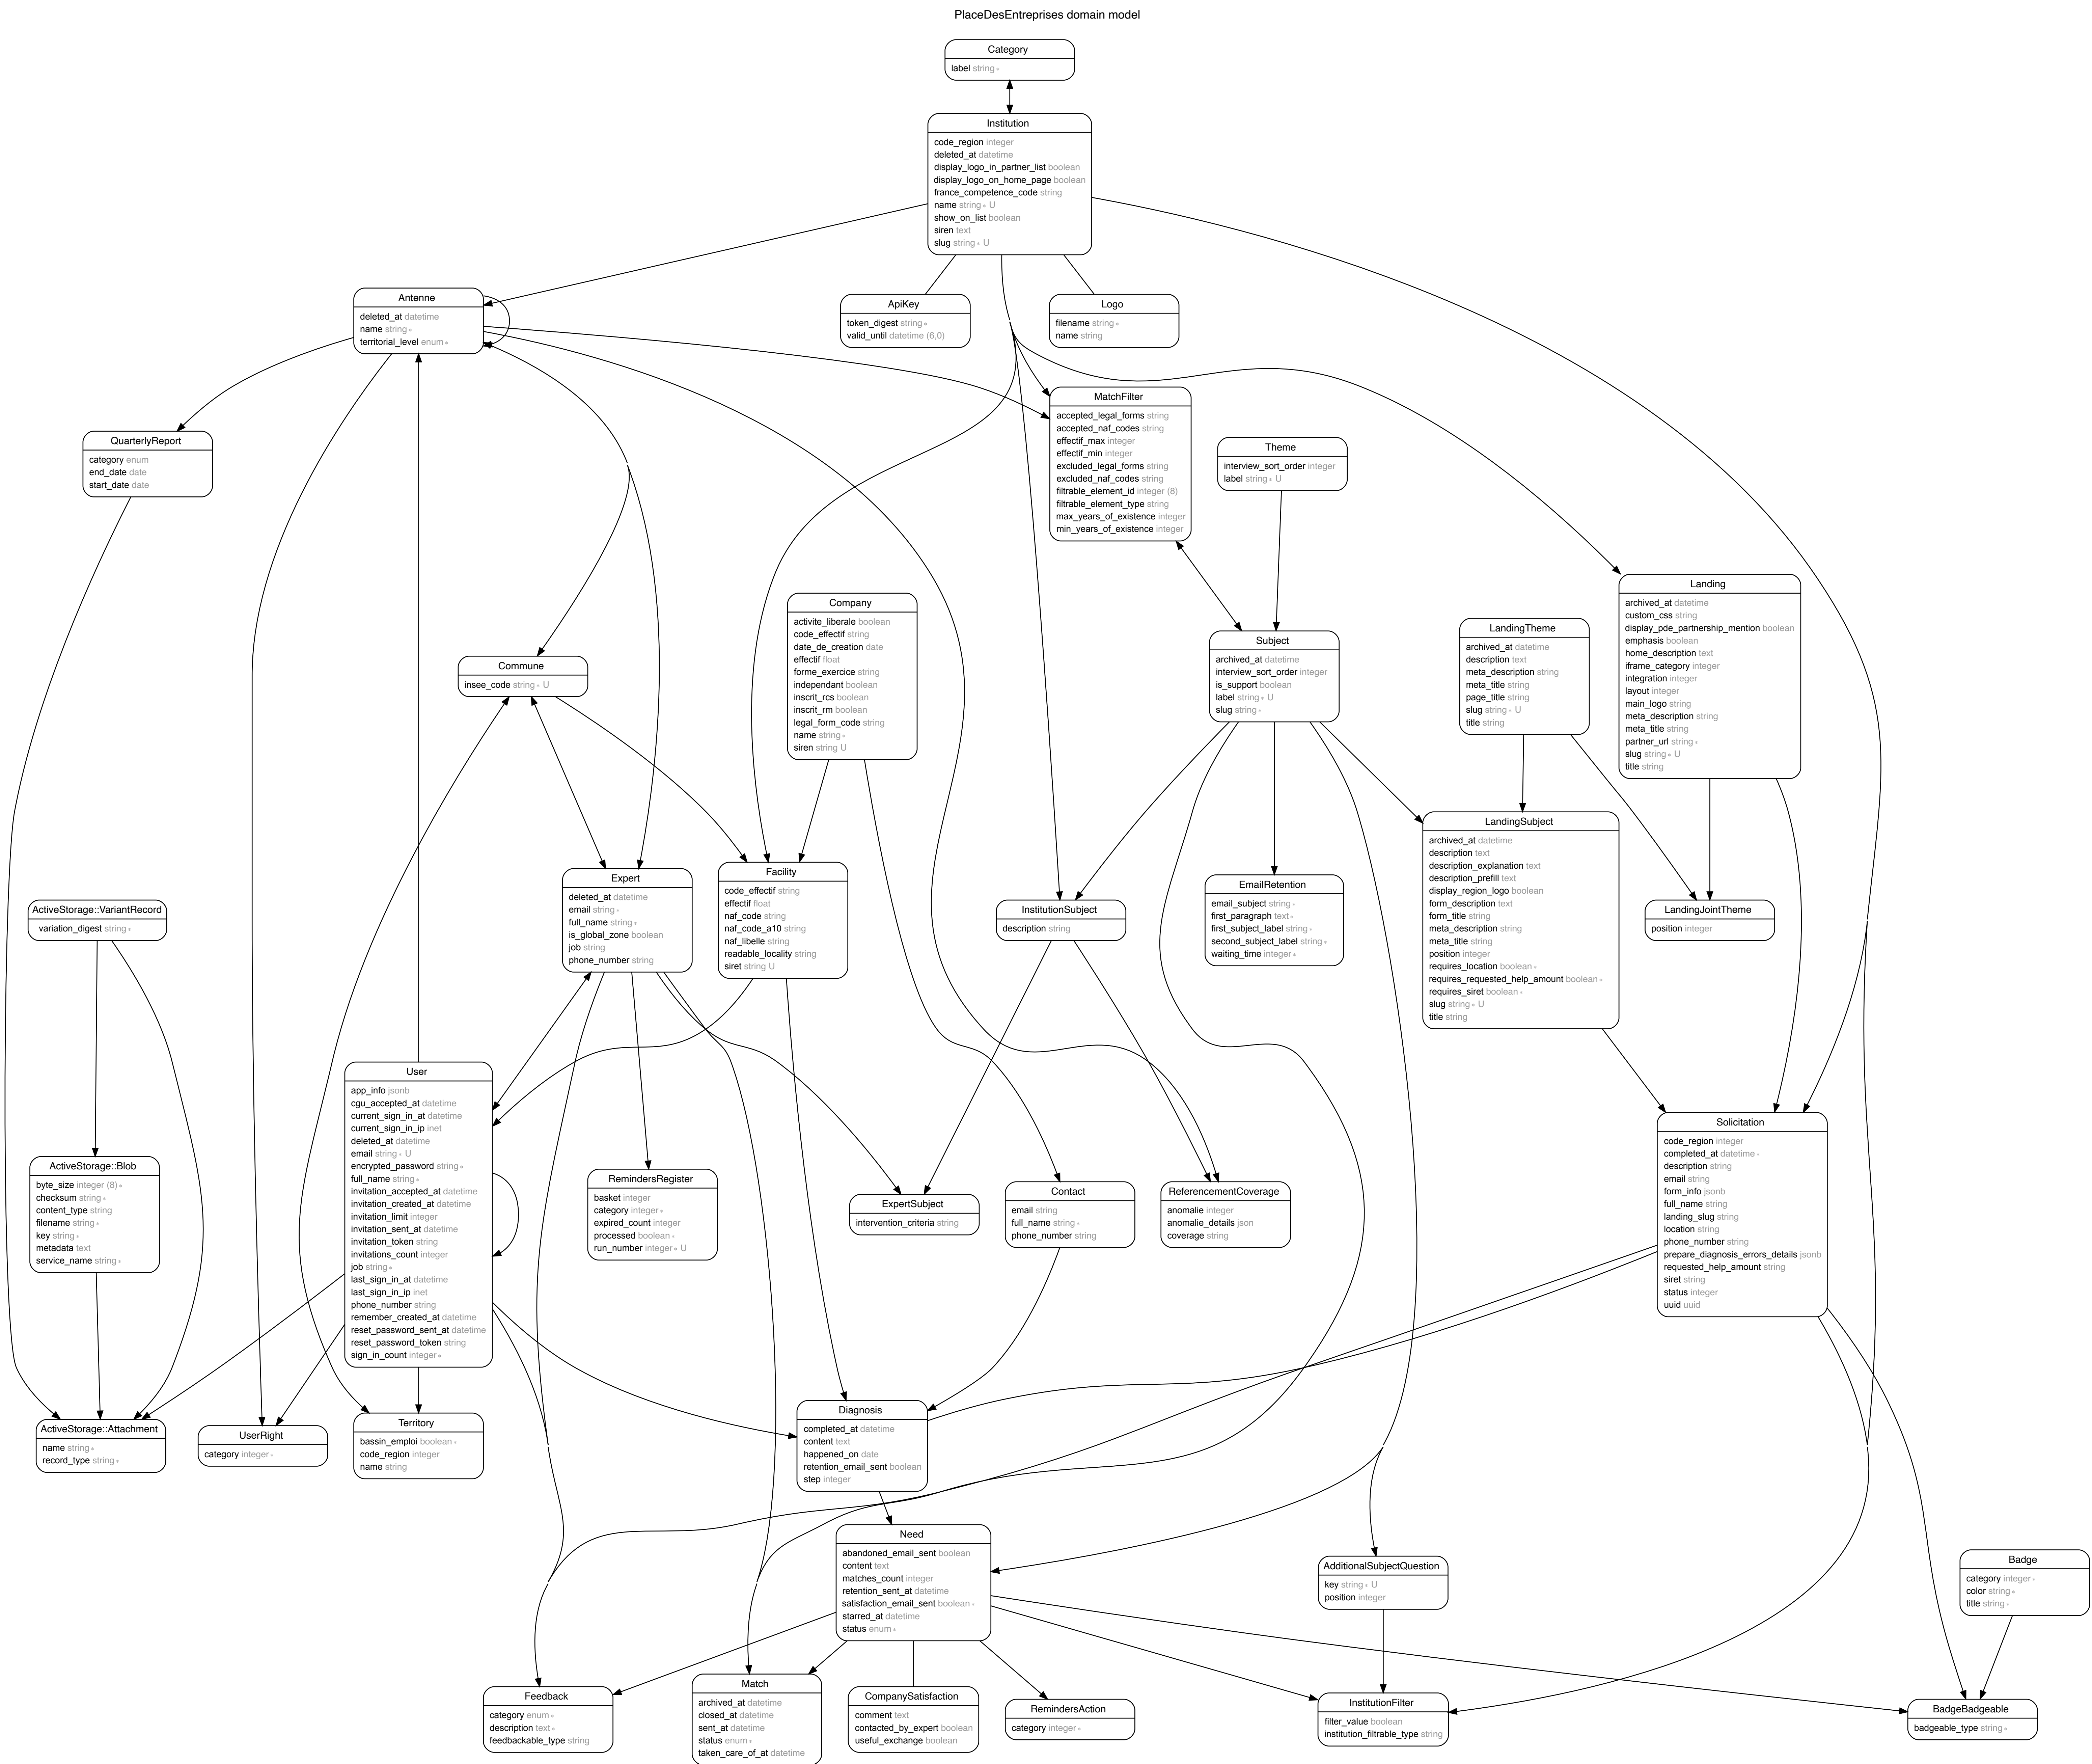 PlaceDesEntreprises domain model
Category
label string ∗
Institution
code_region integer
deleted_at datetime
display_logo_in_partner_list boolean
display_logo_on_home_page boolean
france_competence_code string
name string ∗ U
show_on_list boolean
siren text
slug string ∗ U
Antenne
deleted_at datetime
name string ∗
territorial_level enum ∗
ApiKey
token_digest string ∗
valid_until datetime (6,0)
Logo
filename string ∗
name string
MatchFilter
accepted_legal_forms string
accepted_naf_codes string
effectif_max integer
effectif_min integer
excluded_legal_forms string
excluded_naf_codes string
filtrable_element_id integer (8)
filtrable_element_type string
max_years_of_existence integer
min_years_of_existence integer
QuarterlyReport
category enum
end_date date
start_date date
Theme
interview_sort_order integer
label string ∗ U
Landing
archived_at datetime
custom_css string
display_pde_partnership_mention boolean
emphasis boolean
home_description text
iframe_category integer
integration integer
layout integer
main_logo string
meta_description string
meta_title string
partner_url string ∗
slug string ∗ U
title string
Company
activite_liberale boolean
code_effectif string
date_de_creation date
effectif float
forme_exercice string
independant boolean
inscrit_rcs boolean
inscrit_rm boolean
legal_form_code string
name string ∗
siren string U
LandingTheme
archived_at datetime
description text
meta_description string
meta_title string
page_title string
slug string ∗ U
title string
Subject
archived_at datetime
interview_sort_order integer
is_support boolean
label string ∗ U
slug string ∗
Commune
insee_code string ∗ U
LandingSubject
archived_at datetime
description text
description_explanation text
description_prefill text
display_region_logo boolean
form_description text
form_title string
meta_description string
meta_title string
position integer
requires_location boolean ∗
requires_requested_help_amount boolean ∗
requires_siret boolean ∗
slug string ∗ U
title string
Expert
deleted_at datetime
email string ∗
full_name string ∗
is_global_zone boolean
job string
phone_number string
Facility
code_effectif string
effectif float
naf_code string
naf_code_a10 string
naf_libelle string
readable_locality string
siret string U
EmailRetention
email_subject string ∗
first_paragraph text ∗
first_subject_label string ∗
second_subject_label string ∗
waiting_time integer ∗
ActiveStorage::VariantRecord
variation_digest string ∗
InstitutionSubject
description string
LandingJointTheme
position integer
User
app_info jsonb
cgu_accepted_at datetime
current_sign_in_at datetime
current_sign_in_ip inet
deleted_at datetime
email string ∗ U
encrypted_password string ∗
full_name string ∗
invitation_accepted_at datetime
invitation_created_at datetime
invitation_limit integer
invitation_sent_at datetime
invitation_token string
invitations_count integer
job string ∗
last_sign_in_at datetime
last_sign_in_ip inet
phone_number string
remember_created_at datetime
reset_password_sent_at datetime
reset_password_token string
sign_in_count integer ∗
Solicitation
code_region integer
completed_at datetime ∗
description string
email string
form_info jsonb
full_name string
landing_slug string
location string
phone_number string
prepare_diagnosis_errors_details jsonb
requested_help_amount string
siret string
status integer
uuid uuid
ActiveStorage::Blob
byte_size integer (8) ∗
checksum string ∗
content_type string
filename string ∗
key string ∗
metadata text
service_name string ∗
RemindersRegister
basket integer
category integer ∗
expired_count integer
processed boolean ∗
run_number integer ∗ U
ExpertSubject
intervention_criteria string
Contact
email string
full_name string ∗
phone_number string
ReferencementCoverage
anomalie integer
anomalie_details json
coverage string
ActiveStorage::Attachment
name string ∗
record_type string ∗
UserRight
category integer ∗
Territory
bassin_emploi boolean ∗
code_region integer
name string
Diagnosis
completed_at datetime
content text
happened_on date
retention_email_sent boolean
step integer
Need
abandoned_email_sent boolean
content text
matches_count integer
retention_sent_at datetime
satisfaction_email_sent boolean ∗
starred_at datetime
status enum ∗
AdditionalSubjectQuestion
key string ∗ U
position integer
Badge
category integer ∗
color string ∗
title string ∗
Feedback
category enum ∗
description text ∗
feedbackable_type string
Match
archived_at datetime
closed_at datetime
sent_at datetime
status enum ∗
taken_care_of_at datetime
CompanySatisfaction
comment text
contacted_by_expert boolean
useful_exchange boolean
RemindersAction
category integer ∗
InstitutionFilter
filter_value boolean
institution_filtrable_type string
BadgeBadgeable
badgeable_type string ∗